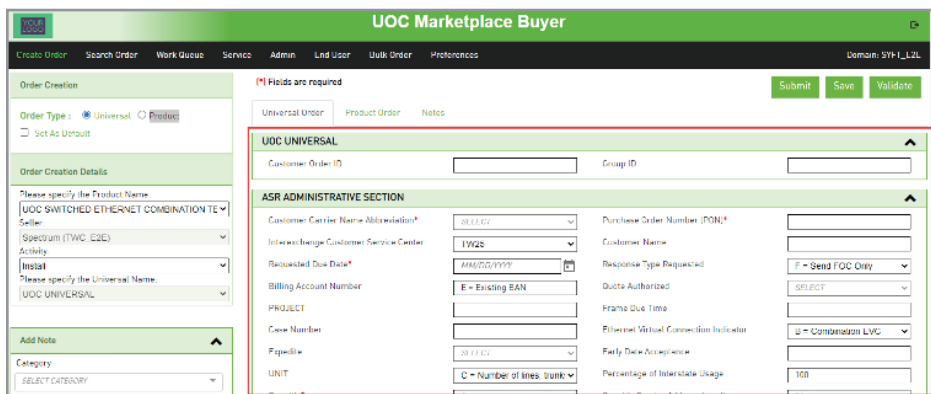 YOUR LOGO
UOC Marketplace Buyer
Create Order Search Order Work Queue Service Admin End User Bulk Order Preferences Domain: SYFT_E2E
Order Creation
Order Type : Universal Product
Set As Default
Order Creation Details
Please specify the Product Name:
UOC SWITCHED ETHERNET COMBINATION TE
Seller:
Spectrum (TWC_E2E)
Activity:
Install
Please specify the Universal Name:
UOC UNIVERSAL
Add Note
Category:
SELECT CATEGORY
(*) Fields are required
Submit Save Validate
Universal Order Product Order Notes
UOC UNIVERSAL
Customer Order ID Group ID
ASR ADMINISTRATIVE SECTION
Customer Carrier Name Abbreviation* SELECT Purchase Order Number (PON)*
Interexchange Customer Service Center TW25 Customer Name
Requested Due Date* MM/DD/YYYY Response Type Requested F = Send FOC Only
Billing Account Number E = Existing BAN Quote Authorized SELECT
PROJECT Frame Due Time
Case Number Ethernet Virtual Connection Indicator B = Combination EVC
Expedite SELECT Early Date Acceptance
UNIT C = Number of lines, trunk Percentage of Interstate Usage 100